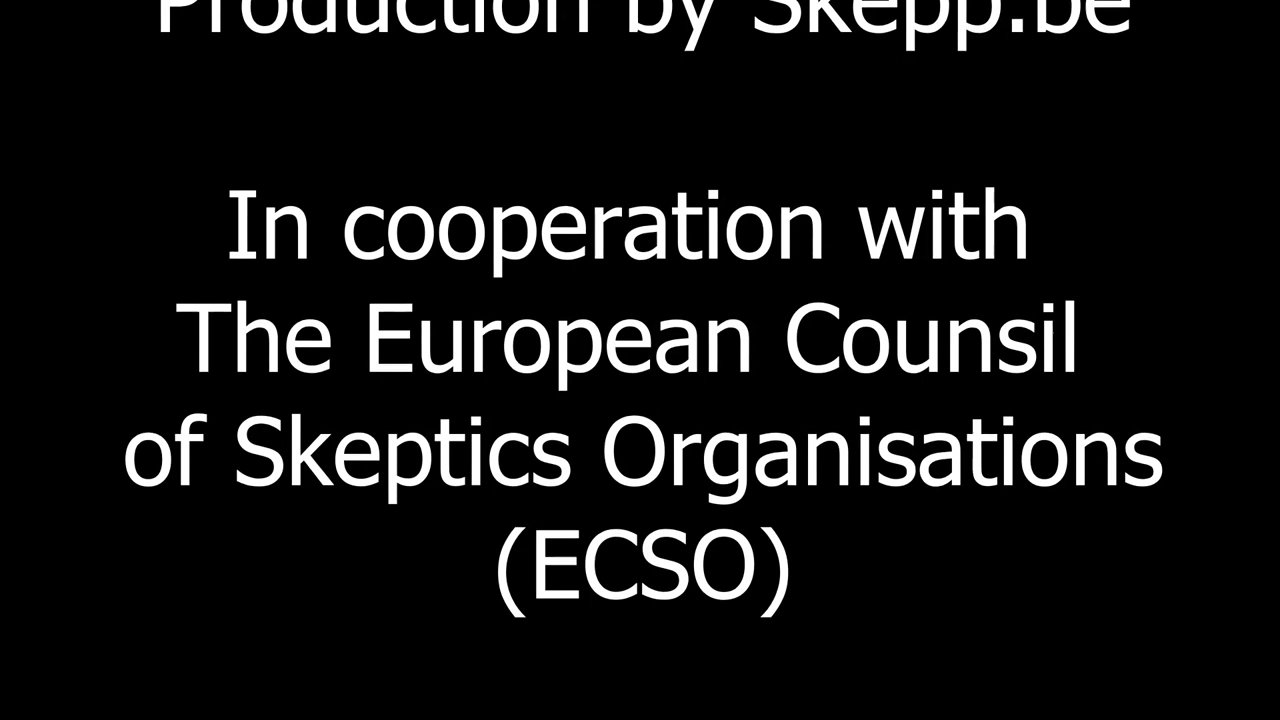 Production by Skepp.be
In cooperation with
The European Counsil
of Skeptics Organisations
(ECSO)